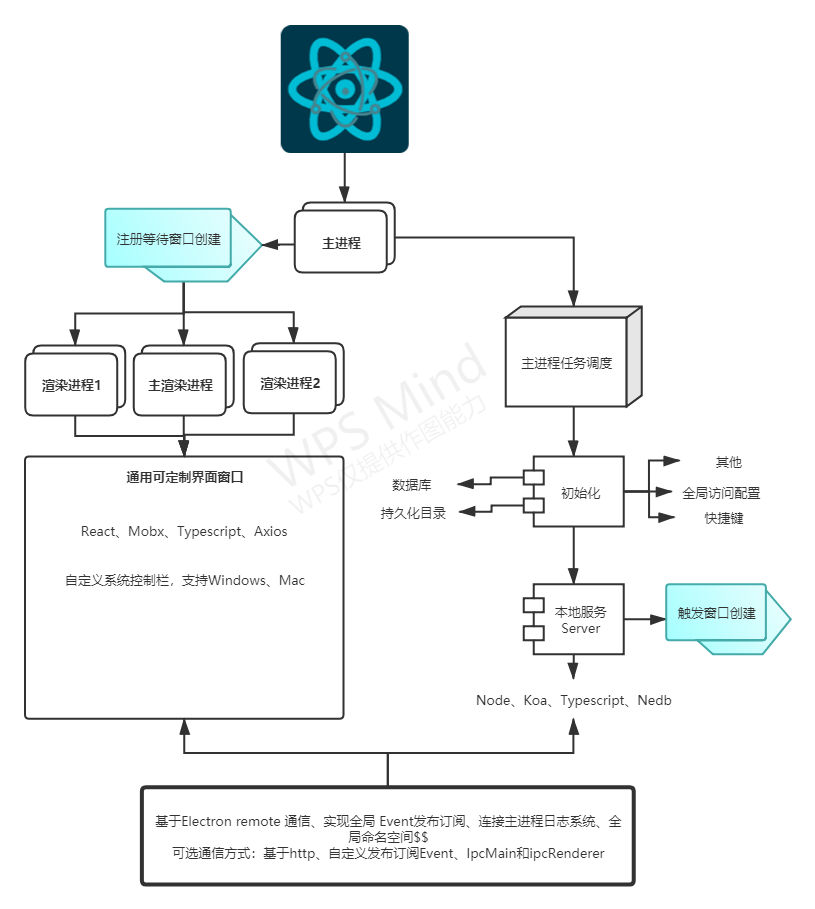 注册等待窗口创建
主进程
渲染进程1
主渲染进程
渲染进程2
主进程任务调度
WPS Mind
WPS仅提供作图能力
通用可定制界面窗口
React、Mobx、Typescript、Axios
自定义系统控制栏，支持Windows、Mac
数据库
持久化目录
初始化
其他
全局访问配置
快捷键
本地服务
Server
触发窗口创建
Node、Koa、Typescript、Nedb
基于Electron remote 通信、实现全局 Event发布订阅、连接主进程日志系统、全
局命名空间$$
可选通信方式：基于http、自定义发布订阅Event、IpcMain和ipcRenderer